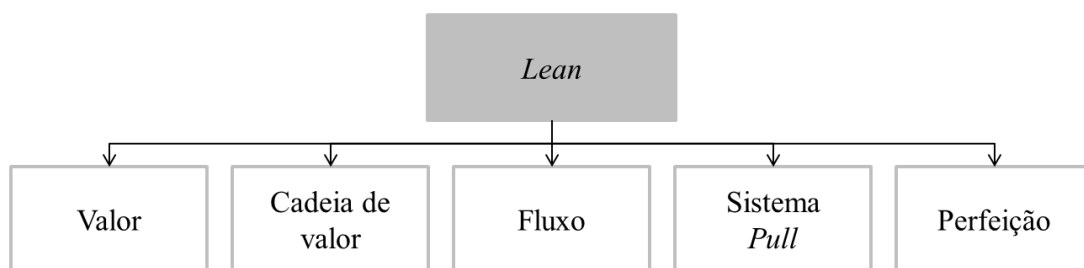 Lean
Valor
Cadeia de
valor
Fluxo
Sistema
Pull
Perfeição